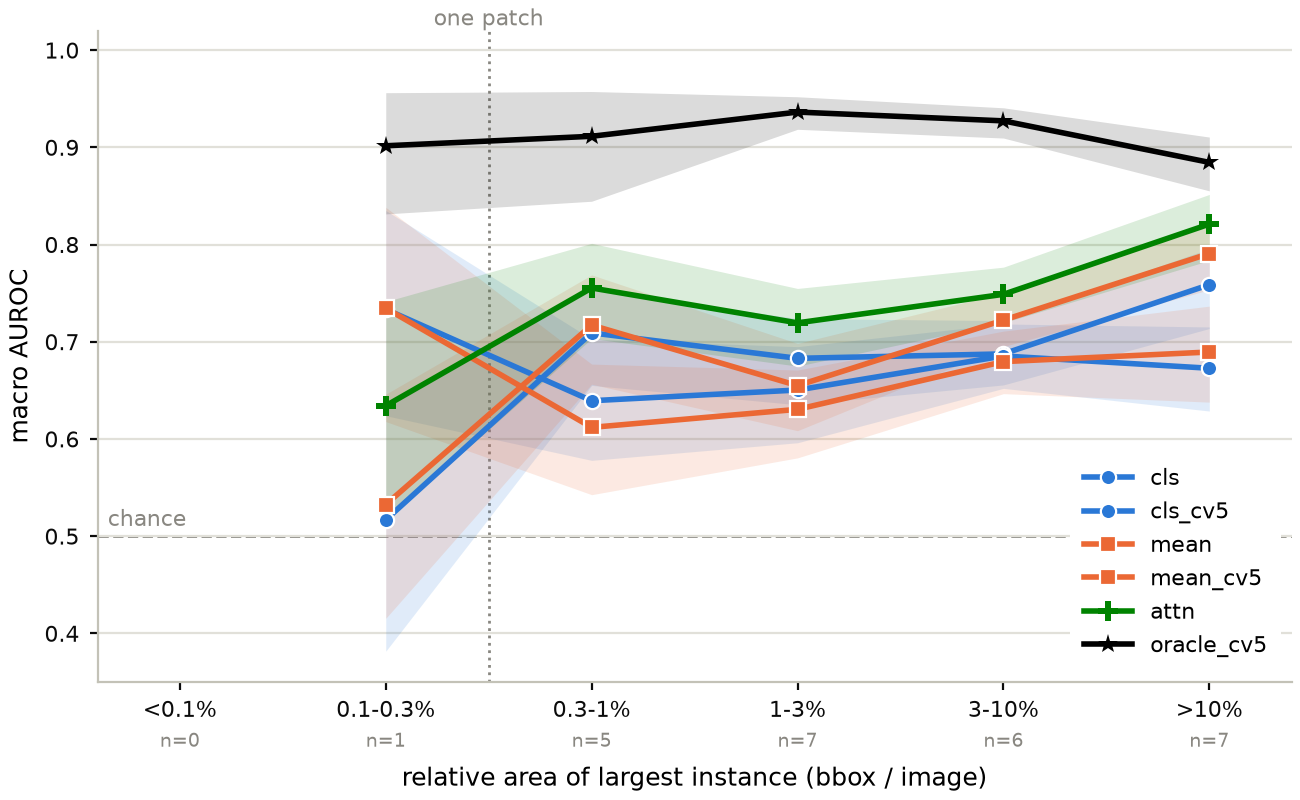 one patch
1.0
0.9
0.8
0.7
0.6
0.5
0.4
macro AUROC
chance
cls
cls_cv5
mean
mean_cv5
attn
oracle_cv5
<0.1% 0.1-0.3% 0.3-1% 1-3% 3-10% >10%
n=0 n=1 n=5 n=7 n=6 n=7
relative area of largest instance (bbox / image)